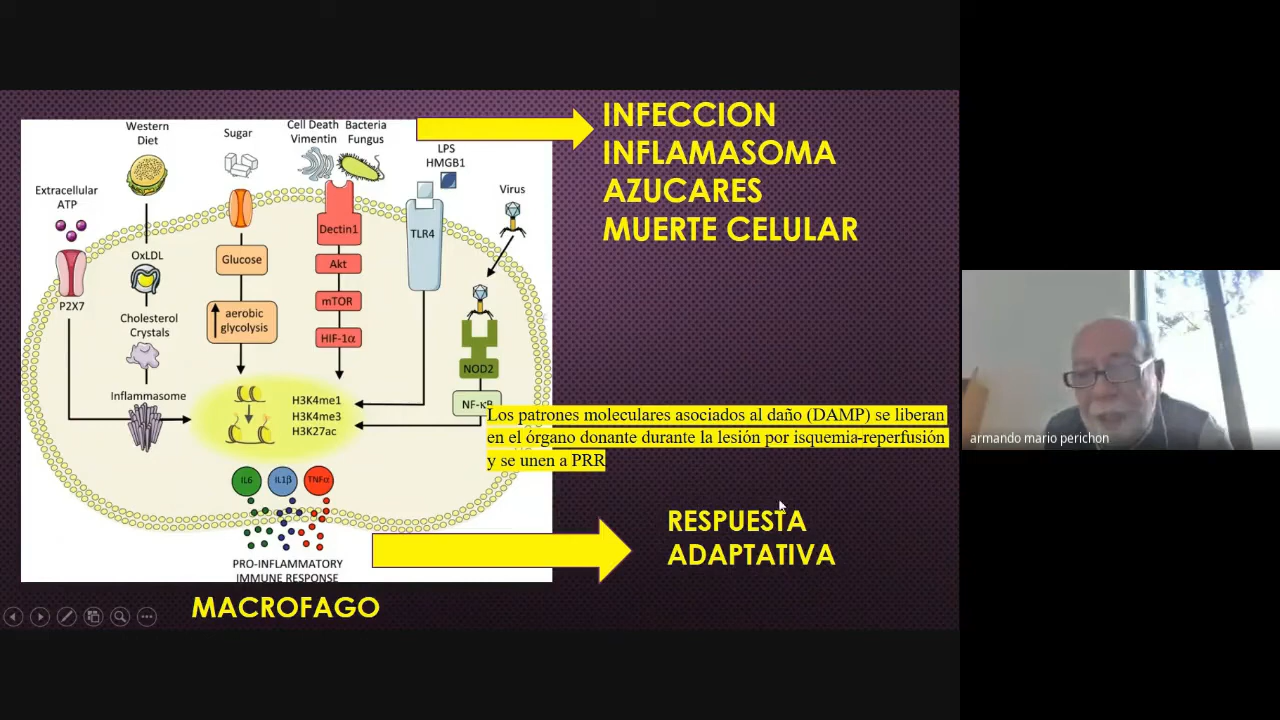 INFECCION
INFLAMASOMA
AZUCARES
MUERTE CELULAR
Western
Diet
Sugar
Cell Death
Vimentin
Bacteria
Fungus
LPS
HMGB1
Extracellular
ATP
Virus
Dectin1
TLR4
OxLDL
Glucose
Akt
P2X7
mTOR
Cholesterol
Crystals
aerobic
glycolysis
HIF-1α
NOD2
Inflammasome
H3K4me1
H3K4me3
H3K27ac
NF-κB
Los patrones moleculares asociados al daño (DAMP) se liberan
en el órgano donante durante la lesión por isquemia-reperfusión
y se unen a PRR
IL6
IL1β
TNFα
PRO-INFLAMMATORY
IMMUNE RESPONSE
RESPUESTA
ADAPTATIVA
MACROFAGO
armando mario perichon